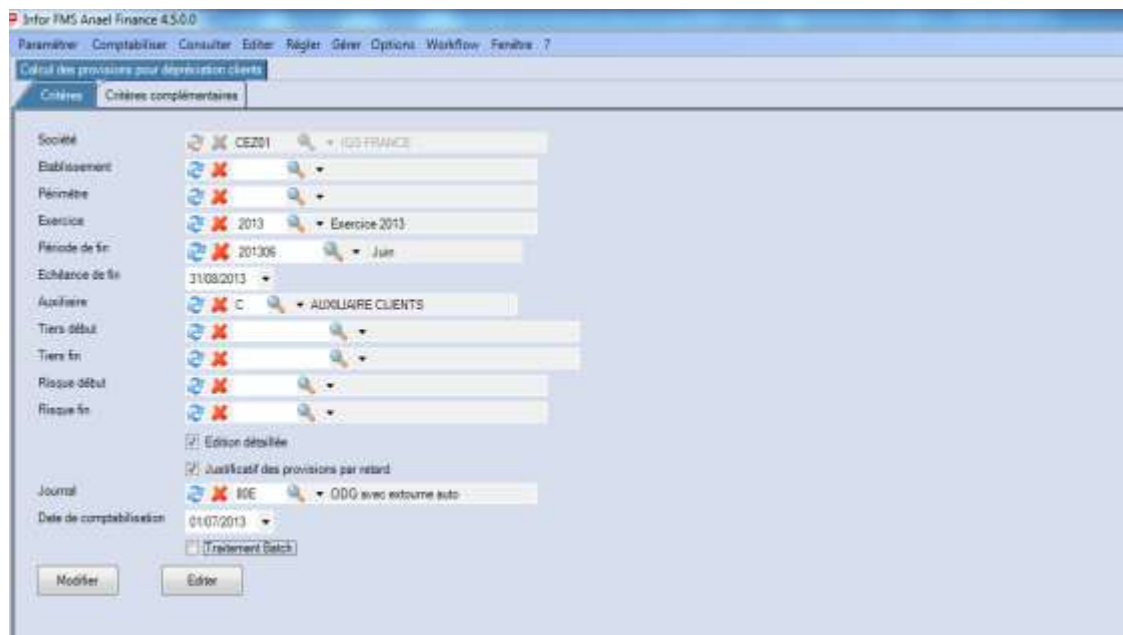 Infor FMS Anael Finance 4.5.0.0
Paramétrer Comptabiliser Consulter Editer Régler Gérer Options Workflow Fenêtre ?
Calcul des provisions pour dépréciation clients
Critères Critères complémentaires
Société CEZ01 FRANCE
Etablissement
Périmètre
Exercice 2013 Exercice 2013
Période de fin 201306 Juin
Echéance de fin 31/08/2013
Auxiliaire C AUXILIAIRE CLIENTS
Tiers début
Tiers fin
Risque début
Risque fin
Edition détaillée
Justificatif des provisions par retard
Journal ODG avec extourne auto
Date de comptabilisation 01/07/2013
Traitement Batch
Modifier Editer